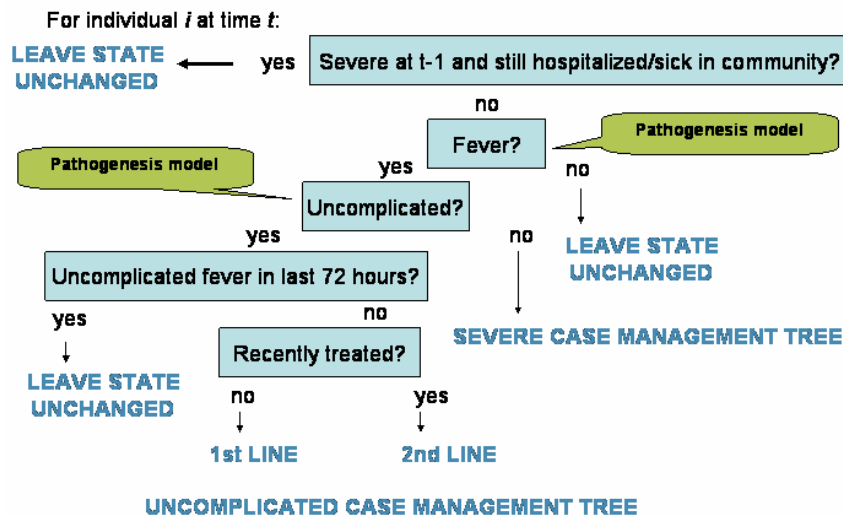 For individual i at time t:
LEAVE STATE
UNCHANGED
yes
Severe at t-1 and still hospitalized/sick in community?
no
Pathogenesis model
Fever?
Pathogenesis model
yes
no
Uncomplicated?
yes
no
LEAVE STATE
UNCHANGED
Uncomplicated fever in last 72 hours?
yes
no
SEVERE CASE MANAGEMENT TREE
Recently treated?
LEAVE STATE
UNCHANGED
no
yes
1st LINE
2nd LINE
UNCOMPLICATED CASE MANAGEMENT TREE